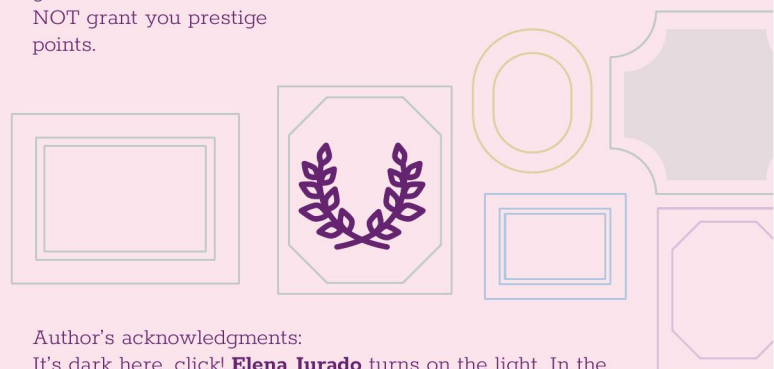 NOT grant you prestige
points.
Author's acknowledgments:
It's dark here, click! Elena Jurado turns on the light. In the